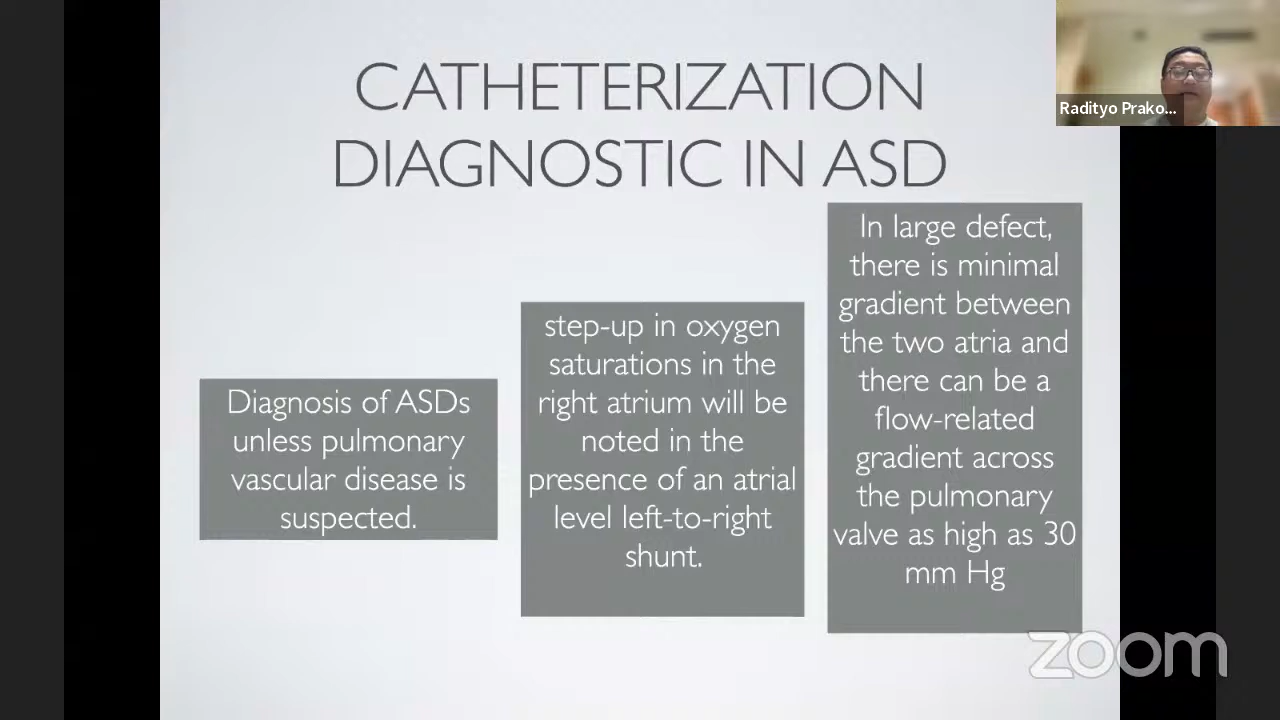 CATHETERIZATION
DIAGNOSTIC IN ASD
Radityo Prako...
Diagnosis of ASDs
unless pulmonary
vascular disease is
suspected.
step-up in oxygen
saturations in the
right atrium will be
noted in the
presence of an atrial
level left-to-right
shunt.
In large defect,
there is minimal
gradient between
the two atria and
there can be a
flow-related
gradient across
the pulmonary
valve as high as 30
mm Hg
zoom